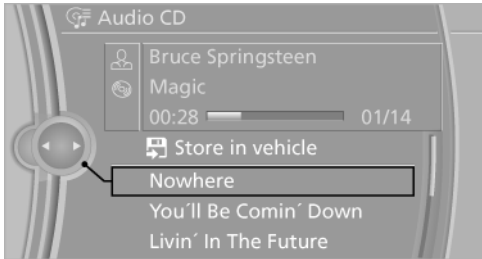 Audio CD
Bruce Springsteen
Magic
00:28 01/14
Store in vehicle
Nowhere
You´ll Be Comin´ Down
Livin´ In The Future